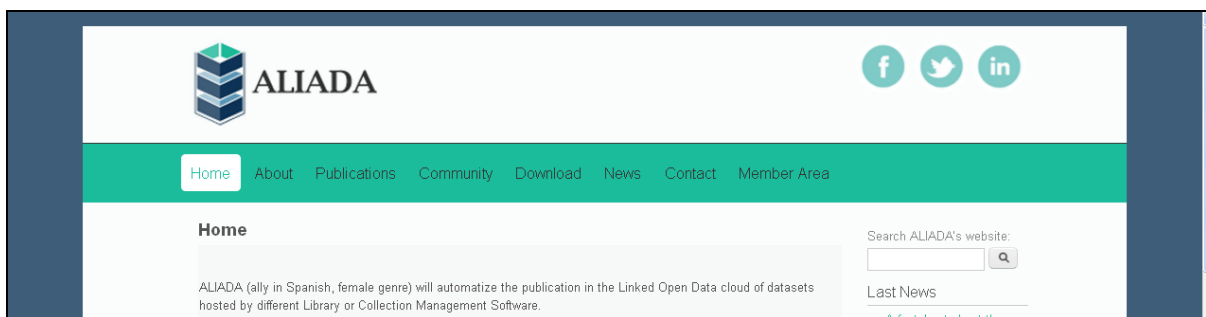 ALIADA
f
in
Home About Publications Community Download News Contact Member Area
Home
ALIADA (ally in Spanish, female genre) will automatize the publication in the Linked Open Data cloud of datasets
hosted by different Library or Collection Management Software.
Search ALIADA's website:
Last News